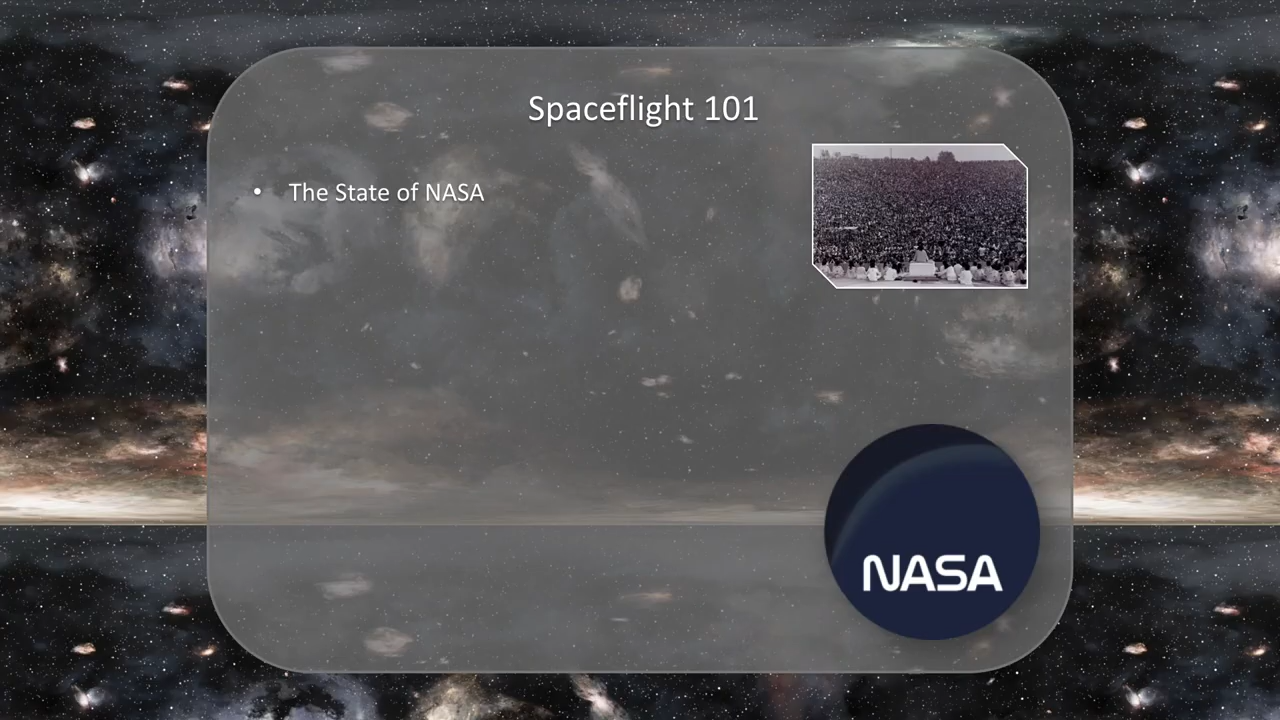 Spaceflight 101
• The State of NASA
NASA